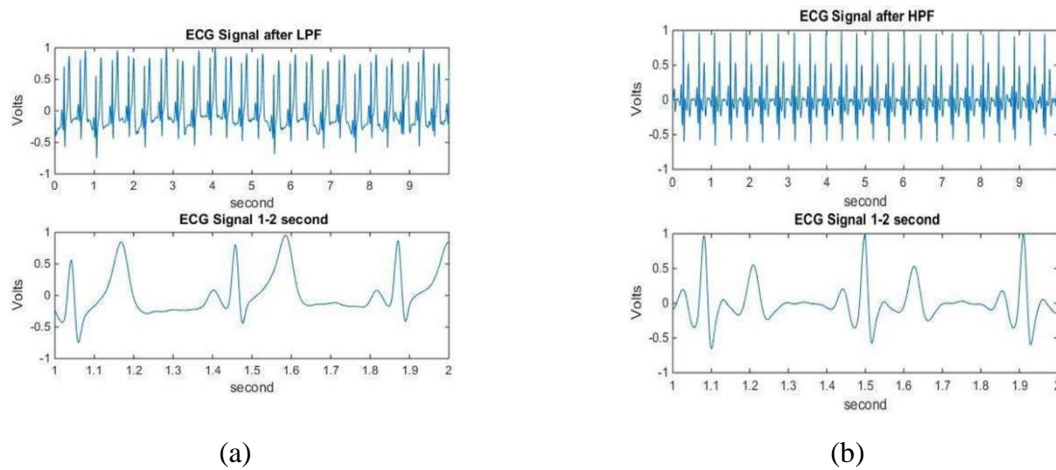 ECG Signal after LPF
1
0.5
0
-0.5
-1
Volts
0 1 2 3 4 5 6 7 8 9
second
ECG Signal 1-2 second
1
0.5
0
-0.5
-1
Volts
1 1.1 1.2 1.3 1.4 1.5 1.6 1.7 1.8 1.9 2
second
(a)
ECG Signal after HPF
1
0.5
0
-0.5
-1
Volts
0 1 2 3 4 5 6 7 8 9
second
ECG Signal 1-2 second
1
0.5
0
-0.5
-1
Volts
1 1.1 1.2 1.3 1.4 1.5 1.6 1.7 1.8 1.9
second
(b)